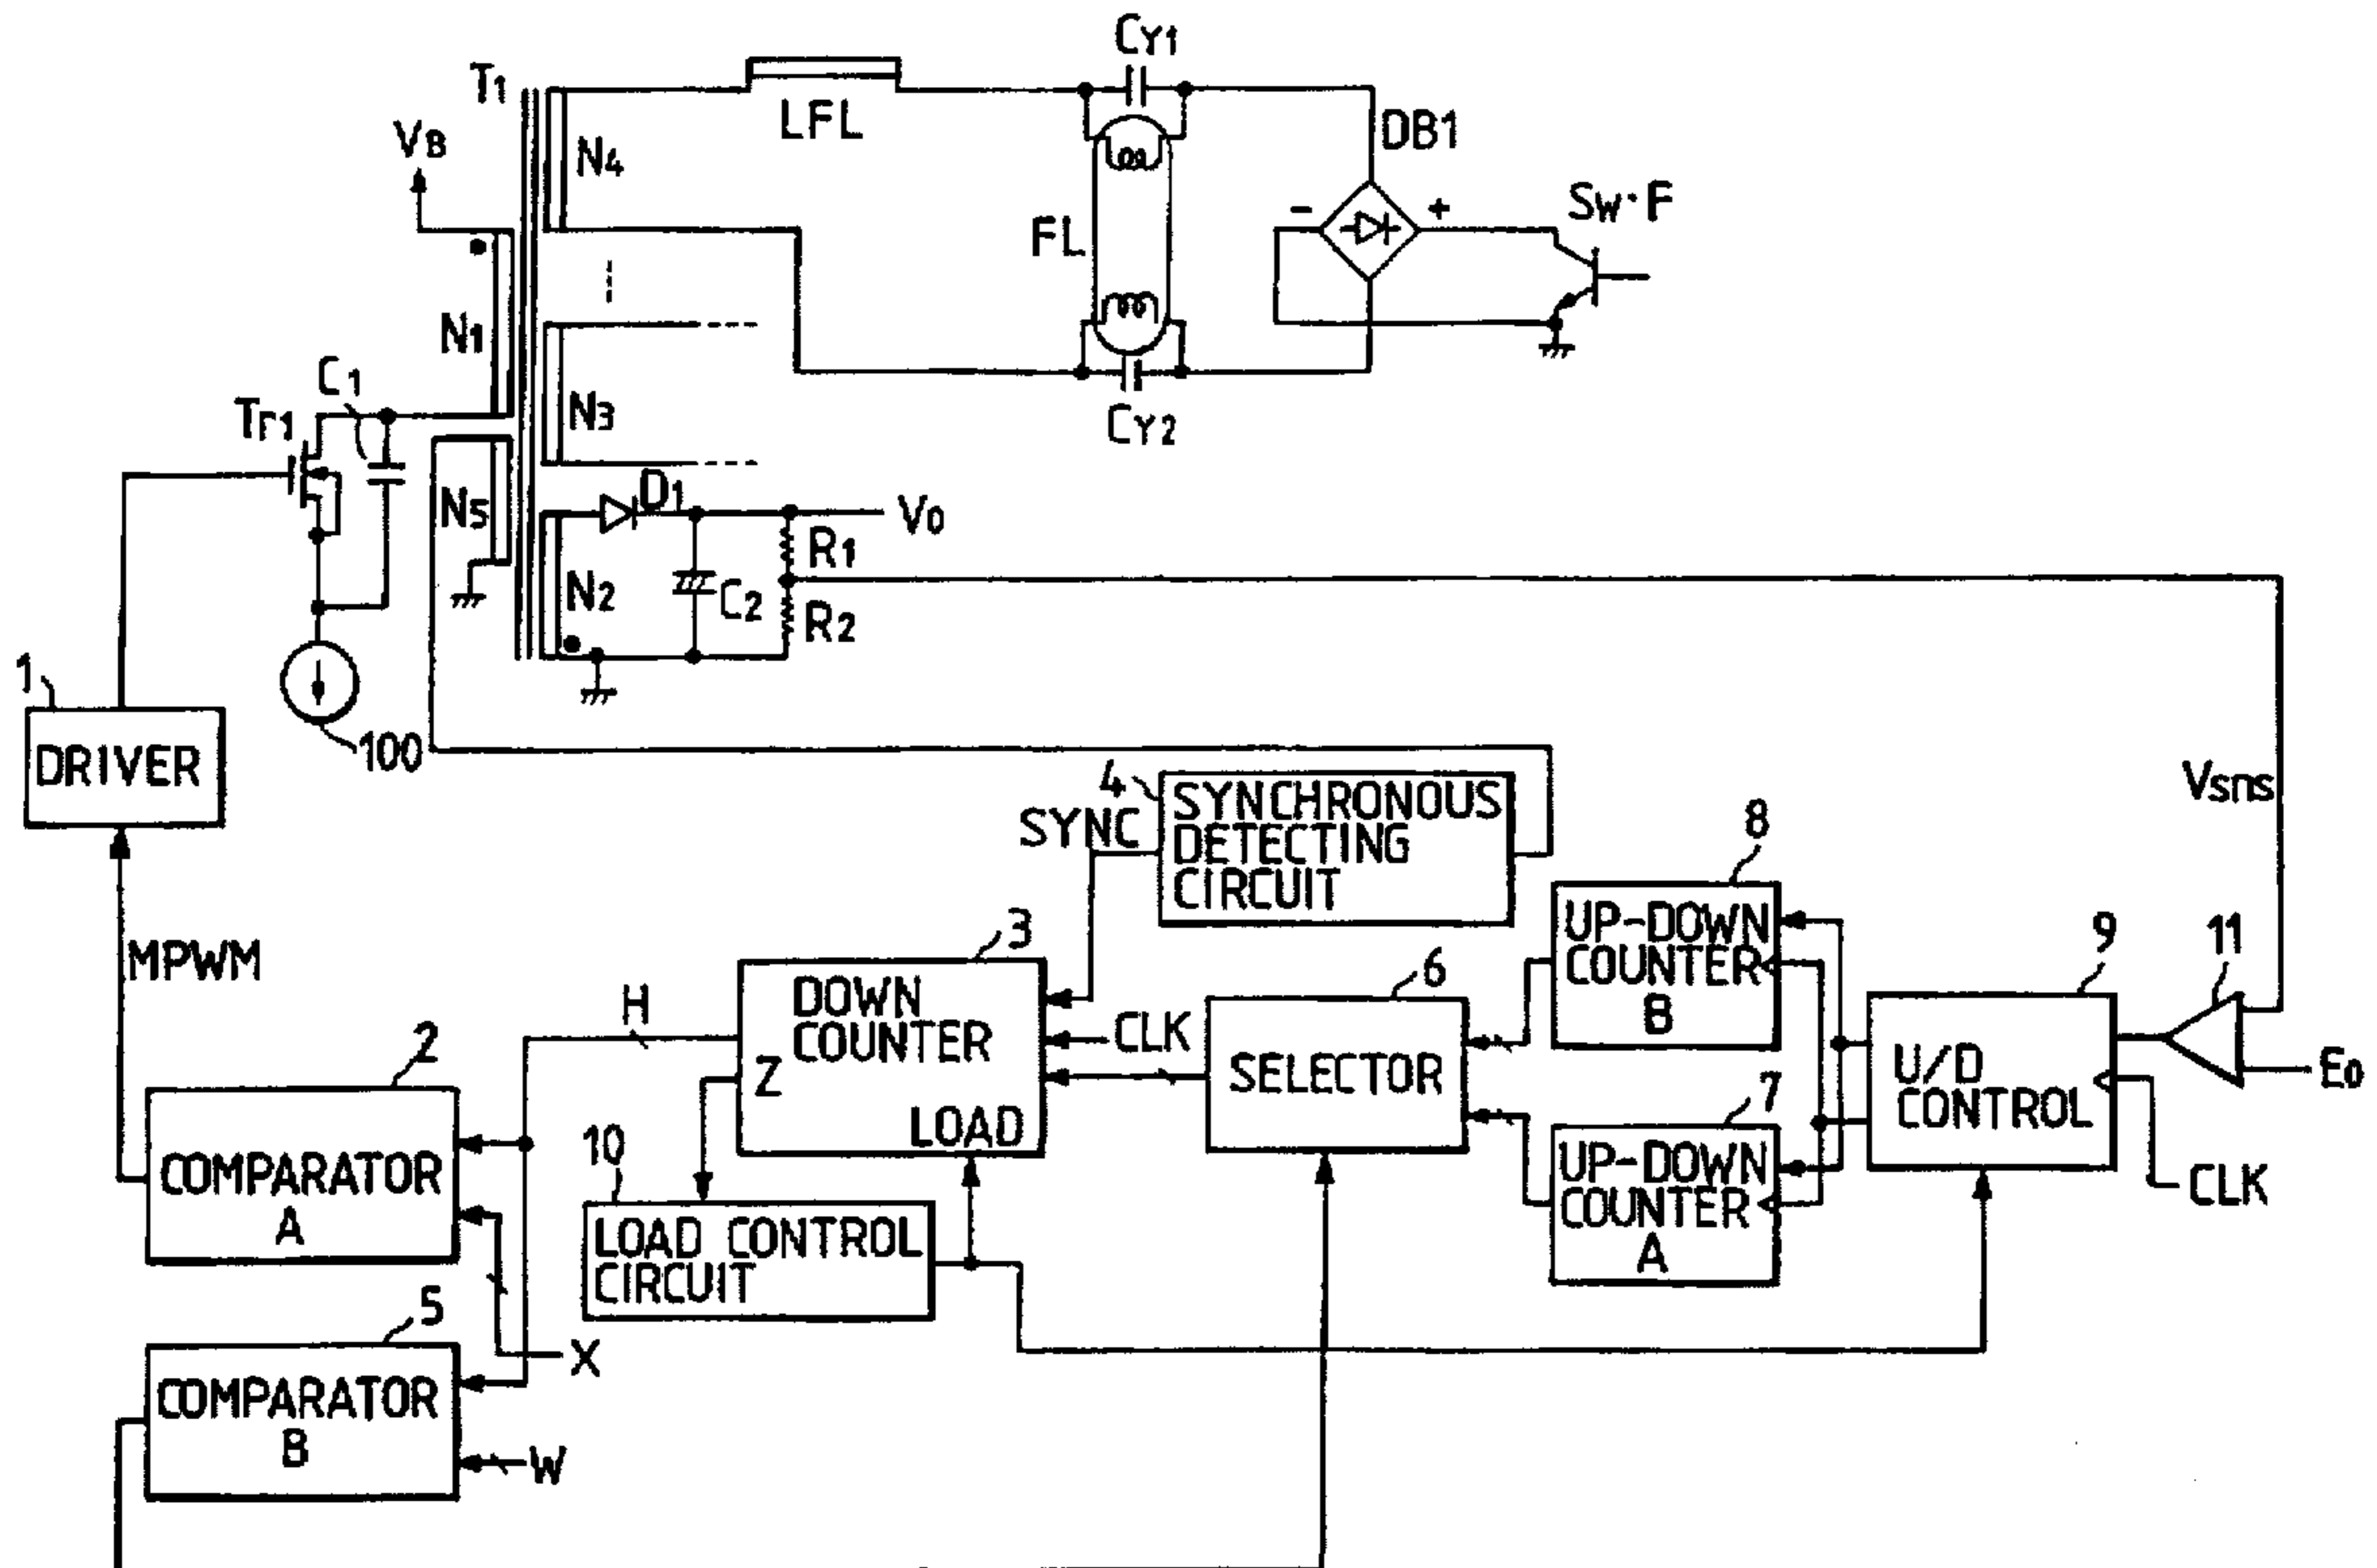 CY1
T1
LFL
DB1
VB
N4
SW·F
-
+
FL
N1
C1
Tr1
N3
CY2
D1
N5
V0
R1
N2
C2
R2
1
DRIVER
100
4
SYNCHRONOUS
DETECTING
CIRCUIT
SYNC
Vsns
8
UP-DOWN
COUNTER
B
9
11
MPWM
3
DOWN
COUNTER
Z
LOAD
H
CLK
6
SELECTOR
U/D
CONTROL
E0
2
COMPARATOR
A
10
LOAD CONTROL
CIRCUIT
7
UP-DOWN
COUNTER
A
CLK
5
COMPARATOR
B
X
W